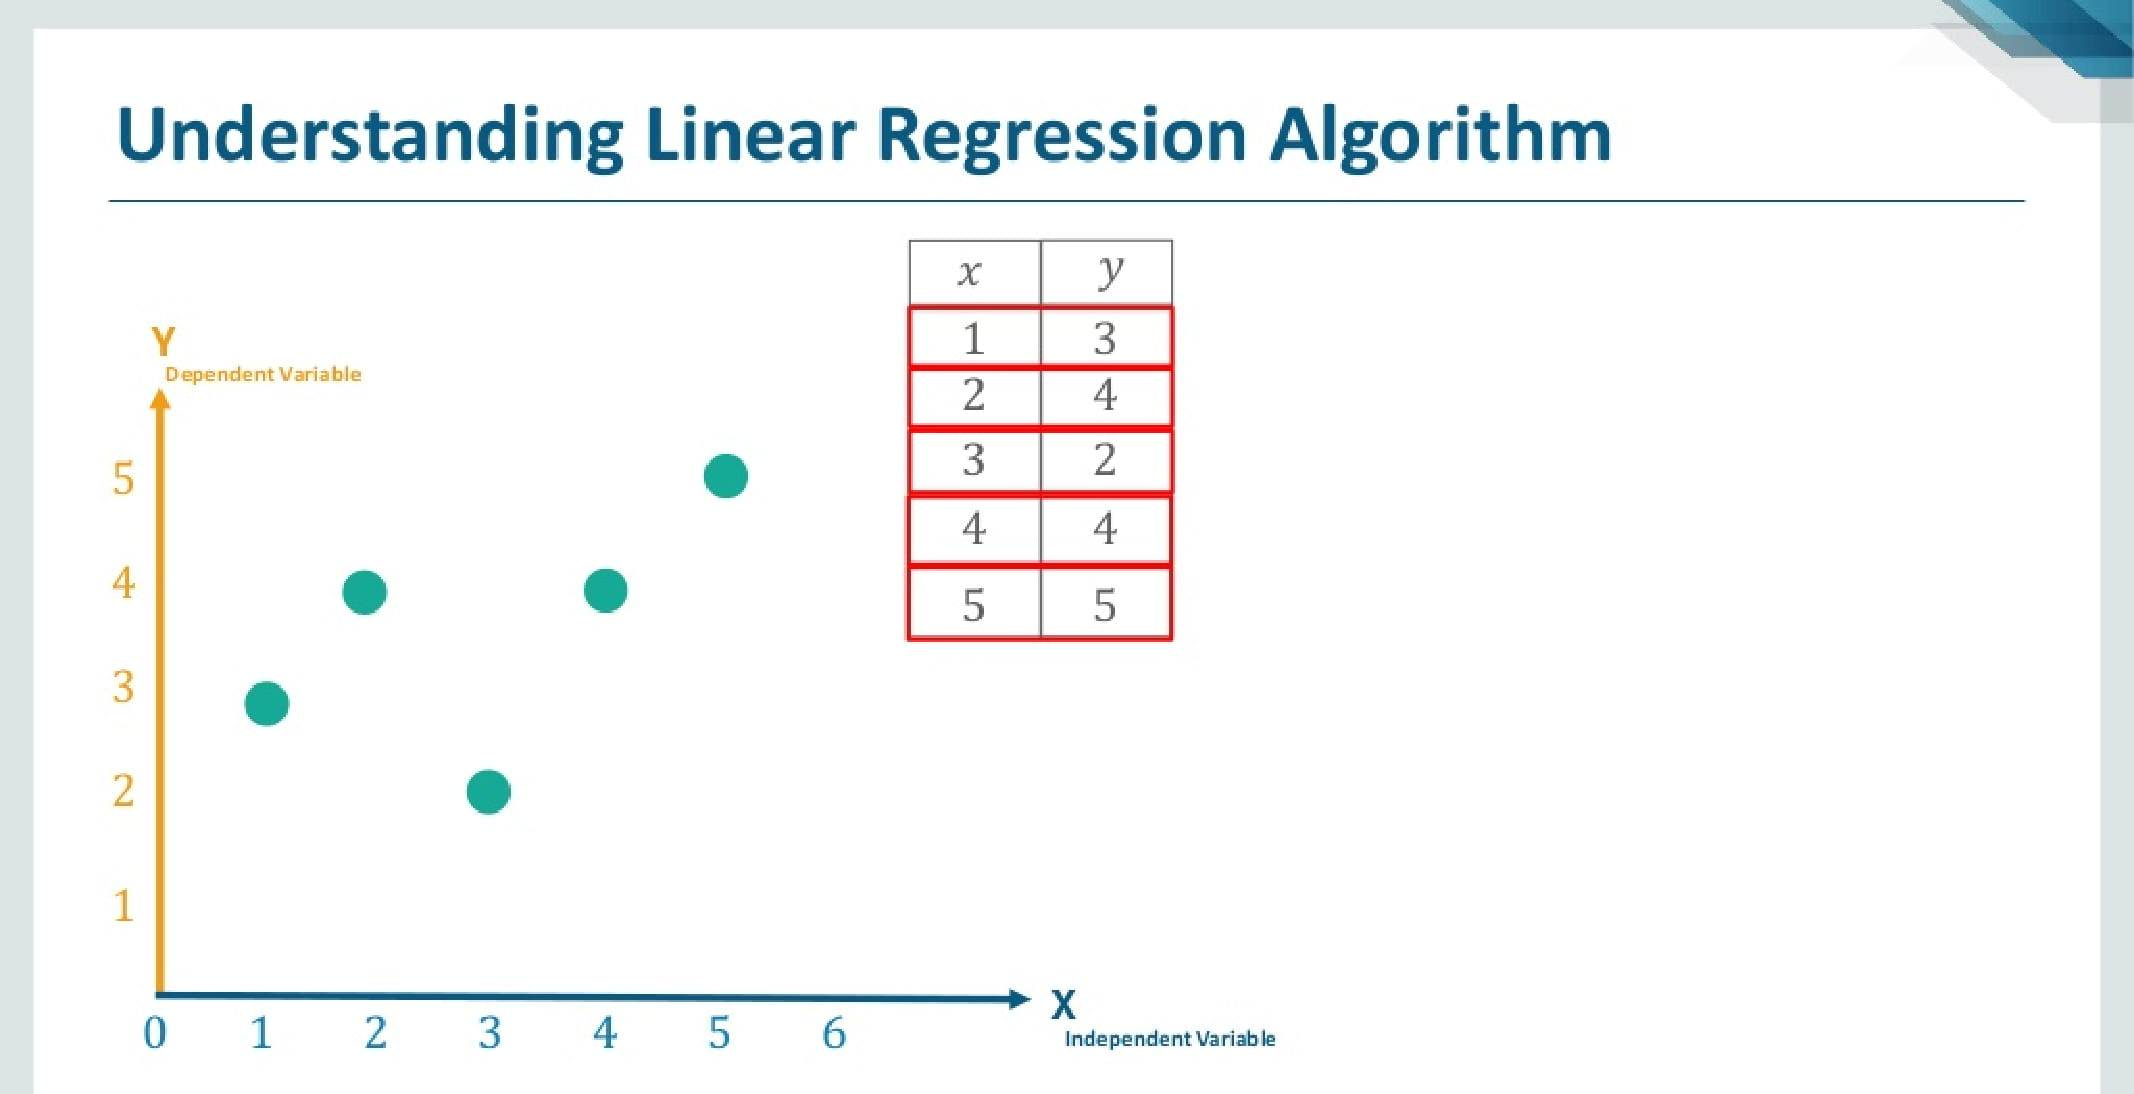 Understanding Linear Regression Algorithm
x y
1 3
2 4
3 2
4 4
5 5
Y
Dependent Variable
5
4
3
2
1
0 1 2 3 4 5 6
X
Independent Variable